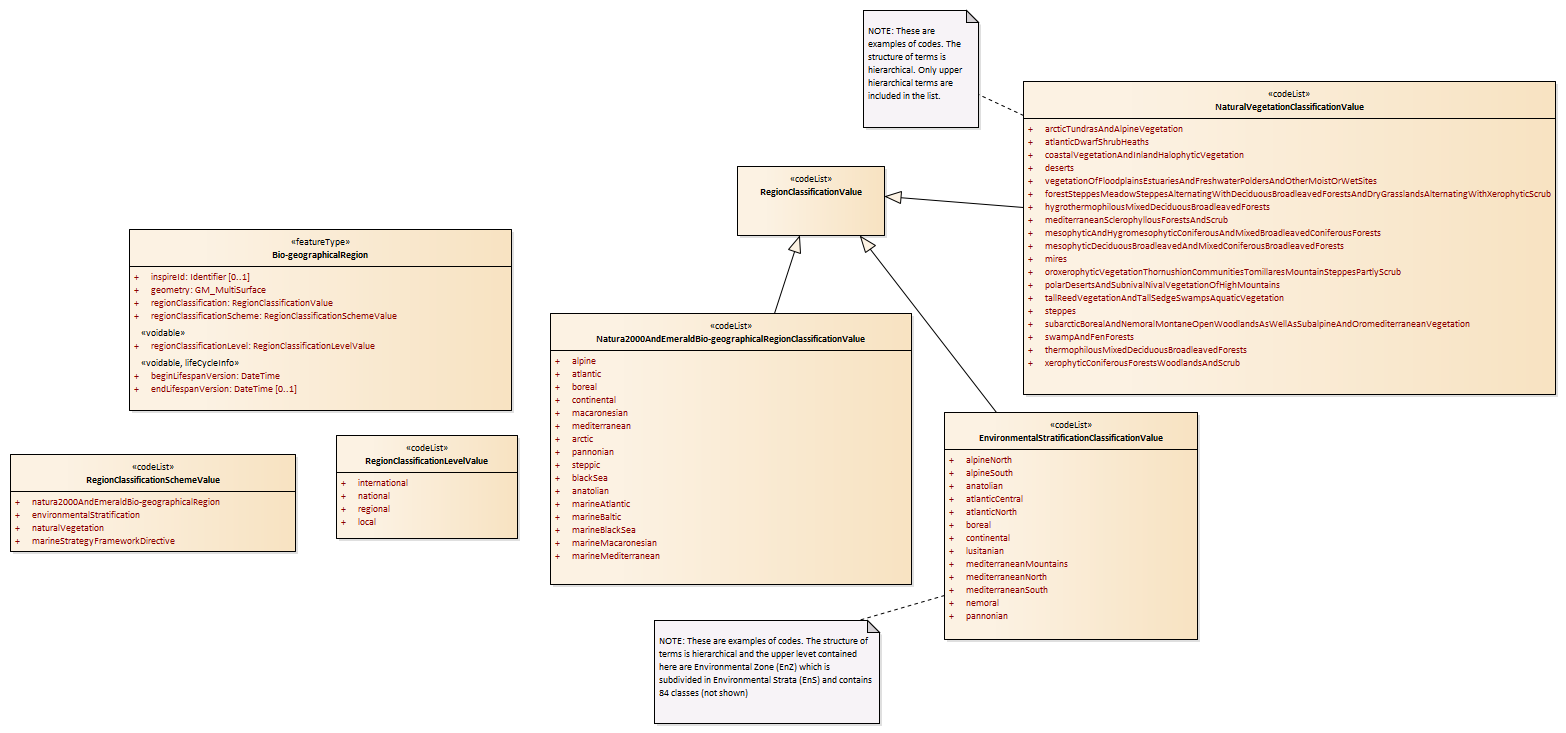 NOTE: These are
examples of codes. The
structure of terms is
hierarchical. Only upper
hierarchical terms are
included in the list.
«codeList»
NaturalVegetationClassificationValue
+ arcticTundrasAndAlpineVegetation
+ atlanticDwarfShrubHeaths
+ coastalVegetationAndInlandHalophyticVegetation
+ deserts
+ vegetationOfFloodplainsEstuariesAndFreshwaterPoldersAndOtherMoistOrWetSites
+ forestSteppesMeadowSteppesAlternatingWithDeciduousBroadleavedForestsAndDryGrasslandsAlternatingWithXerophyticScrub
+ hygrothermophilousMixedDeciduousBroadleavedForests
+ mediterraneanSclerophyllousForestsAndScrub
+ mesophyticAndHygromesophyticConiferousAndMixedBroadleavedConiferousForests
+ mesophyticDeciduousBroadleavedAndMixedConiferousBroadleavedForests
+ mires
+ oroxerophyticVegetationThornushionCommunitiesTomillaresMountainSteppesPartlyScrub
+ polarDesertsAndSubnivalNivalVegetationOfHighMountains
+ tallReedVegetationAndTallSedgeSwampsAquaticVegetation
+ steppes
+ subarcticBorealAndNemoralMontaneOpenWoodlandsAsWellAsSubalpineAndOromediterraneanVegetation
+ swampAndFenForests
+ thermophilousMixedDeciduousBroadleavedForests
+ xerophyticConiferousForestsWoodlandsAndScrub
«codeList»
RegionClassificationValue
«featureType»
Bio-geographicalRegion
+ inspireId: Identifier [0..1]
+ geometry: GM_MultiSurface
+ regionClassification: RegionClassificationValue
+ regionClassificationScheme: RegionClassificationSchemeValue
«voidable»
+ regionClassificationLevel: RegionClassificationLevelValue
«voidable, lifeCycleInfo»
+ beginLifespanVersion: DateTime
+ endLifespanVersion: DateTime [0..1]
«codeList»
Natura2000AndEmeraldBio-geographicalRegionClassificationValue
+ alpine
+ atlantic
+ boreal
+ continental
+ macaronesian
+ mediterranean
+ arctic
+ pannonian
+ steppic
+ blackSea
+ anatolian
+ marineAtlantic
+ marineBaltic
+ marineBlackSea
+ marineMacaronesian
+ marineMediterranean
«codeList»
EnvironmentalStratificationClassificationValue
+ alpineNorth
+ alpineSouth
+ anatolian
+ atlanticCentral
+ atlanticNorth
+ boreal
+ continental
+ lusitanian
+ mediterraneanMountains
+ mediterraneanNorth
+ mediterraneanSouth
+ nemoral
+ pannonian
«codeList»
RegionClassificationSchemeValue
+ natura2000AndEmeraldBio-geographicalRegion
+ environmentalStratification
+ naturalVegetation
+ marineStrategyFrameworkDirective
«codeList»
RegionClassificationLevelValue
+ international
+ national
+ regional
+ local
NOTE: These are examples of codes. The structure of
terms is hierarchical and the upper levet contained
here are Environmental Zone (EnZ) which is
subdivided in Environmental Strata (EnS) and contains
84 classes (not shown)